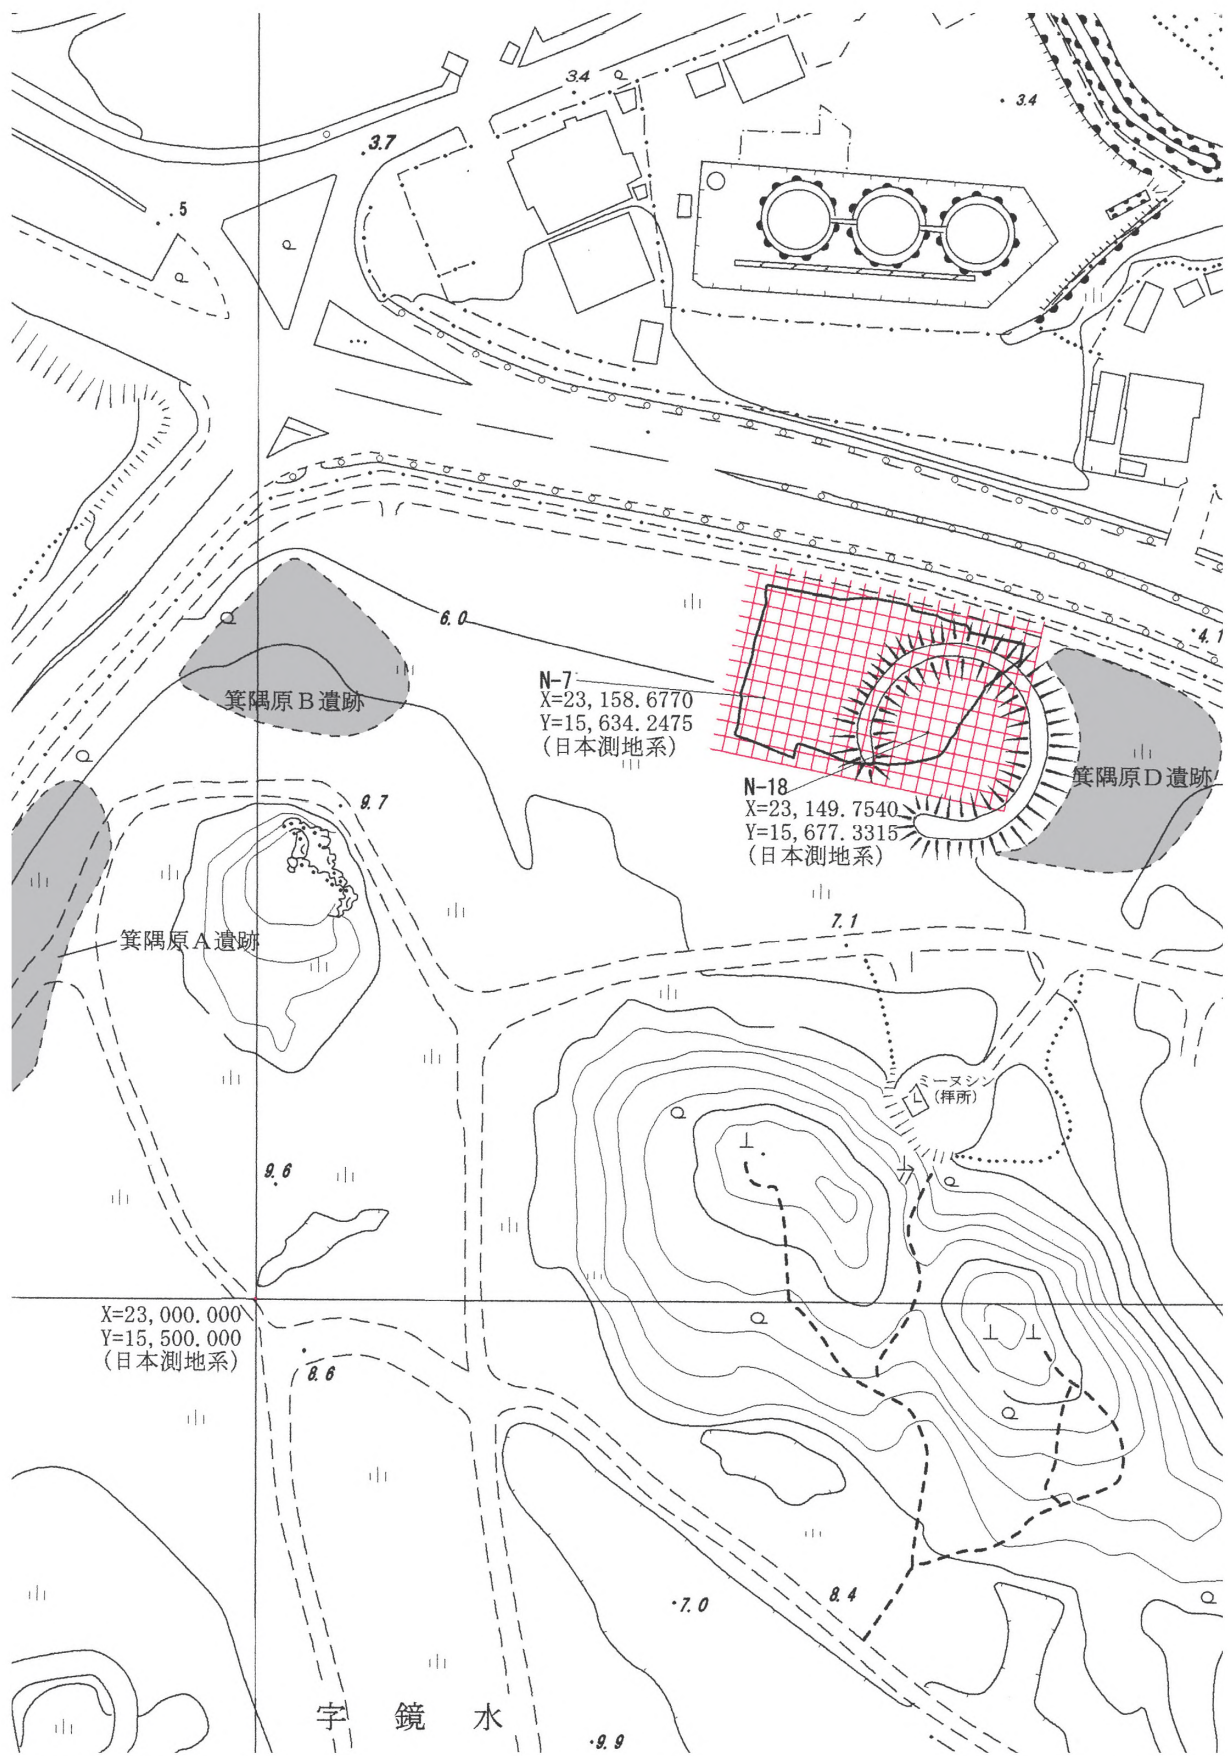 3.4
3.4
3.7
5
6.0
4.1
N-7
X=23,158.6770
Y=15,634.2475
(日本測地系)
箕隅原B遺跡
箕隅原D遺跡
N-18
X=23,149.7540
Y=15,677.3315
(日本測地系)
9.7
7.1
箕隅原A遺跡
ミーヌシン
(拝所)
9.6
X=23,000.000
Y=15,500.000
(日本測地系)
8.6
8.4
7.0
字鏡水
9.9